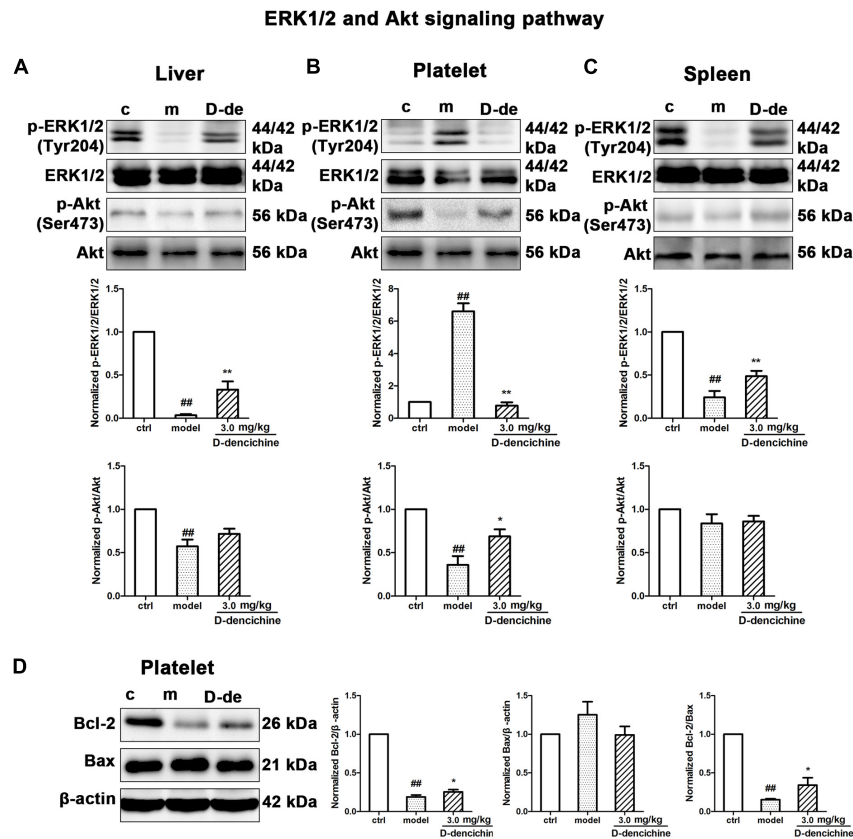 ERK1/2 and Akt signaling pathway
A
Liver
c m D-de
p-ERK1/2 44/42
(Tyr204) kDa
ERK1/2 44/42
kDa
p-Akt
(Ser473) 56 kDa
Akt 56 kDa
Normalized p-ERK1/2/ERK1/2
1.5
1.0
0.5
0.0
##
**
ctrl model 3.0 mg/kg
D-dencichine
Normalized p-Akt/Akt
1.5
1.0
0.5
0.0
##
ctrl model 3.0 mg/kg
D-dencichine
B
Platelet
c m D-de
p-ERK1/2 44/42
(Tyr204) kDa
ERK1/2 44/42
kDa
p-Akt
(Ser473) 56 kDa
Akt 56 kDa
Normalized p-ERK1/2/ERK1/2
8
6
4
2
0
##
**
ctrl model 3.0 mg/kg
D-dencichine
Normalized p-Akt/Akt
1.5
1.0
0.5
0.0
##
*
ctrl model 3.0 mg/kg
D-dencichine
C
Spleen
c m D-de
p-ERK1/2 44/42
(Tyr204) kDa
ERK1/2 44/42
kDa
p-Akt
(Ser473) 56 kDa
Akt 56 kDa
Normalized p-ERK1/2/ERK1/2
1.5
1.0
0.5
0.0
##
**
ctrl model 3.0 mg/kg
D-dencichine
Normalized p-Akt/Akt
1.5
1.0
0.5
0.0
ctrl model 3.0 mg/kg
D-dencichine
D
Platelet
c m D-de
Bcl-2 26 kDa
Bax 21 kDa
β-actin 42 kDa
Normalized Bcl-2/β -actin
1.5
1.0
0.5
0.0
##
*
ctrl model 3.0 mg/kg
D-dencichine
Normalized Bax/β -actin
1.5
1.0
0.5
0.0
ctrl model 3.0 mg/kg
D-dencichine
Normalized Bcl-2/Bax
1.5
1.0
0.5
0.0
##
*
ctrl model 3.0 mg/kg
D-dencichine